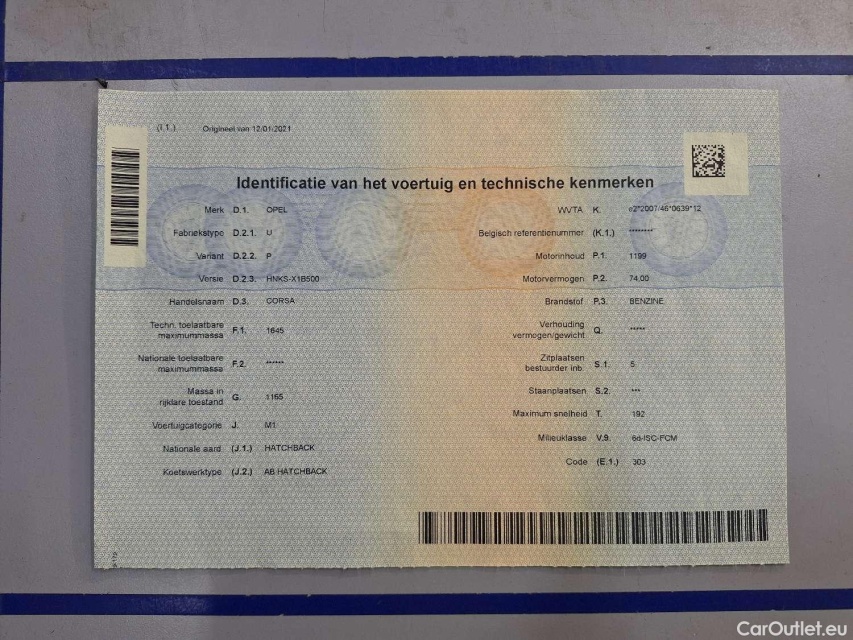 (I.1.) Origineel van 12/01/2021
Identificatie van het voertuig en technische kenmerken
Merk D.1. OPEL
Fabriekstype D.2.1. U
Variant D.2.2. P
Versie D.2.3. HNKS-X1B500
Handelsnaam D.3. CORSA
Techn. toelaatbare
maximummassa F.1. 1645
Nationale toelaatbare
maximummassa F.2. ******
Massa in
rijklare toestand G. 1165
Voertuigcategorie J. M1
Nationale aard (J.1.) HATCHBACK
Koetswerktype (J.2.) AB HATCHBACK
WVTA K. e2*2007/46*0639*12
Belgisch referentienummer (K.1.) ********
Motorinhoud P.1. 1199
Motorvermogen P.2. 74,00
Brandstof P.3. BENZINE
Verhouding
vermogen/gewicht Q. *****
Zitplaatsen
bestuurder inb. S.1. 5
Staanplaatsen S.2. ***
Maximum snelheid T. 192
Milieuklasse V.9. 6d-ISC-FCM
Code (E.1.) 303
CarOutlet.eu